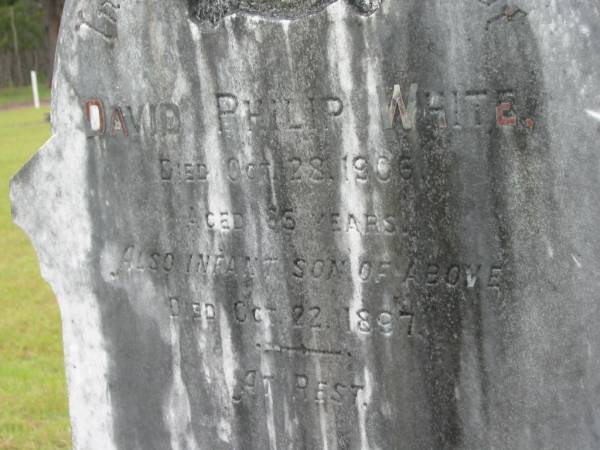 DAVID PHILIP WHITE.
DIED OCT. 28. 1906.
AGED 65 YEARS.
ALSO INFANT SON OF ABOVE
DIED OCT. 22. 1897.
AT REST.